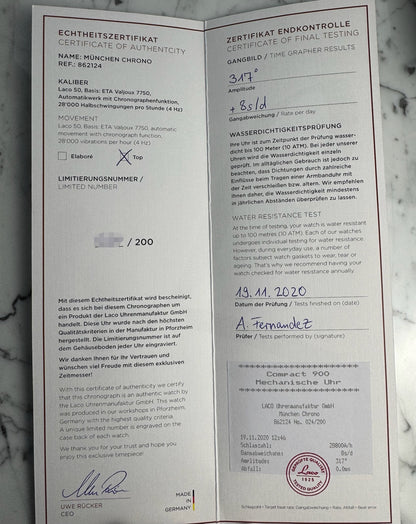 ECHTHEITSZERTIFIKAT
CERTIFICATE OF AUTHENTCITY
NAME: MÜNCHEN CHRONO
REF.: 862124
KALIBER
Laco 50, Basis: ETA Valjoux 7750,
Automatikwerk mit Chronographenfunktion,
28'000 Halbschwingungen pro Stunde (4 Hz)
MOVEMENT
Laco 50, Basis: ETA Valjoux 7750, automatic
movement with chronograph function,
28'000 vibrations per hour (4 Hz)
Elaboré
Top
LIMITIERUNGSNUMMER /
LIMITED NUMBER
/ 200
Mit diesem Echtheitszertifikat wird bescheinigt,
dass es sich bei diesem Chronographen um
ein Produkt der Laco Uhrenmanufaktur GmbH
handelt. Diese Uhr wurde nach den höchsten
Qualitätskriterien in der Manufaktur in Pforzheim
hergestellt. Die Limitierungsnummer ist auf
dem Gehäuseboden jeder Uhr eingraviert.
Wir danken Ihnen für Ihr Vertrauen und
wünschen viel Freude mit diesem exklusiven
Zeitmesser!
With this certificate of authenticity we certify
that this chronograph is an authentic watch by
the Laco Uhrenmanufaktur GmbH. This watch
was produced in our workshops in Pforzheim,
Germany with the highest quality criteria.
A unique limited number is engraved on the
case back of each watch.
We thank you for your trust and hope you
enjoy this exclusive timepiece!
UWE RÜCKER
CEO
MADE
IN
GERMANY
ZERTIFIKAT ENDKONTROLLE
CERTIFICATE OF FINAL TESTING
GANGBILD / TIME GRAPHER RESULTS
317°
Amplitude
+ 8s/d
Gangabweichung / Rate per day
WASSERDICHTIGKEITSPRÜFUNG
Ihre Uhr ist zum Zeitpunkt der Prüfung wasser-
dicht bis 100 Meter (10 ATM). Bei jeder unserer
Uhren wird die Wasserdichtigkeit einzeln
geprüft. Im alltäglichen Gebrauch ist jedoch zu
beachten, dass Dichtungen durch zahlreiche
Einflüsse beim Tragen einer Armbanduhr mit
der Zeit verschleißen bzw. altern. Wir empfehlen
Ihnen daher, die Wasserdichtigkeit mindestens
in jährlichen Abständen überprüfen zu lassen.
WATER RESISTANCE TEST
At the time of testing, your watch is water resistant
up to 100 metres (10 ATM). Each of our watches
undergoes individual testing for water resistance.
However, during everyday use, a number of
factors subject watch gaskets to wear, tear or
ageing. That's why we recommend having your
watch checked for water resistance annually.
19.11.2020
Datum der Prüfung / Tests finished on (date)
A. Fernandez
Prüfer / Tests performed by (signature)
Compact 900
Mechanische Uhr
LACO Uhrenmanufaktur GmbH
München Chrono
862124 No. 024/200
19.11.2020 12:46
Schlagzahl: 28800A/h
Gangabweichung: 8s/d
Amplitude: 317°
Abfall: 0.0ms
GEPRÜFTE QUALITÄT
Laco
1925
TESTED QUALITY